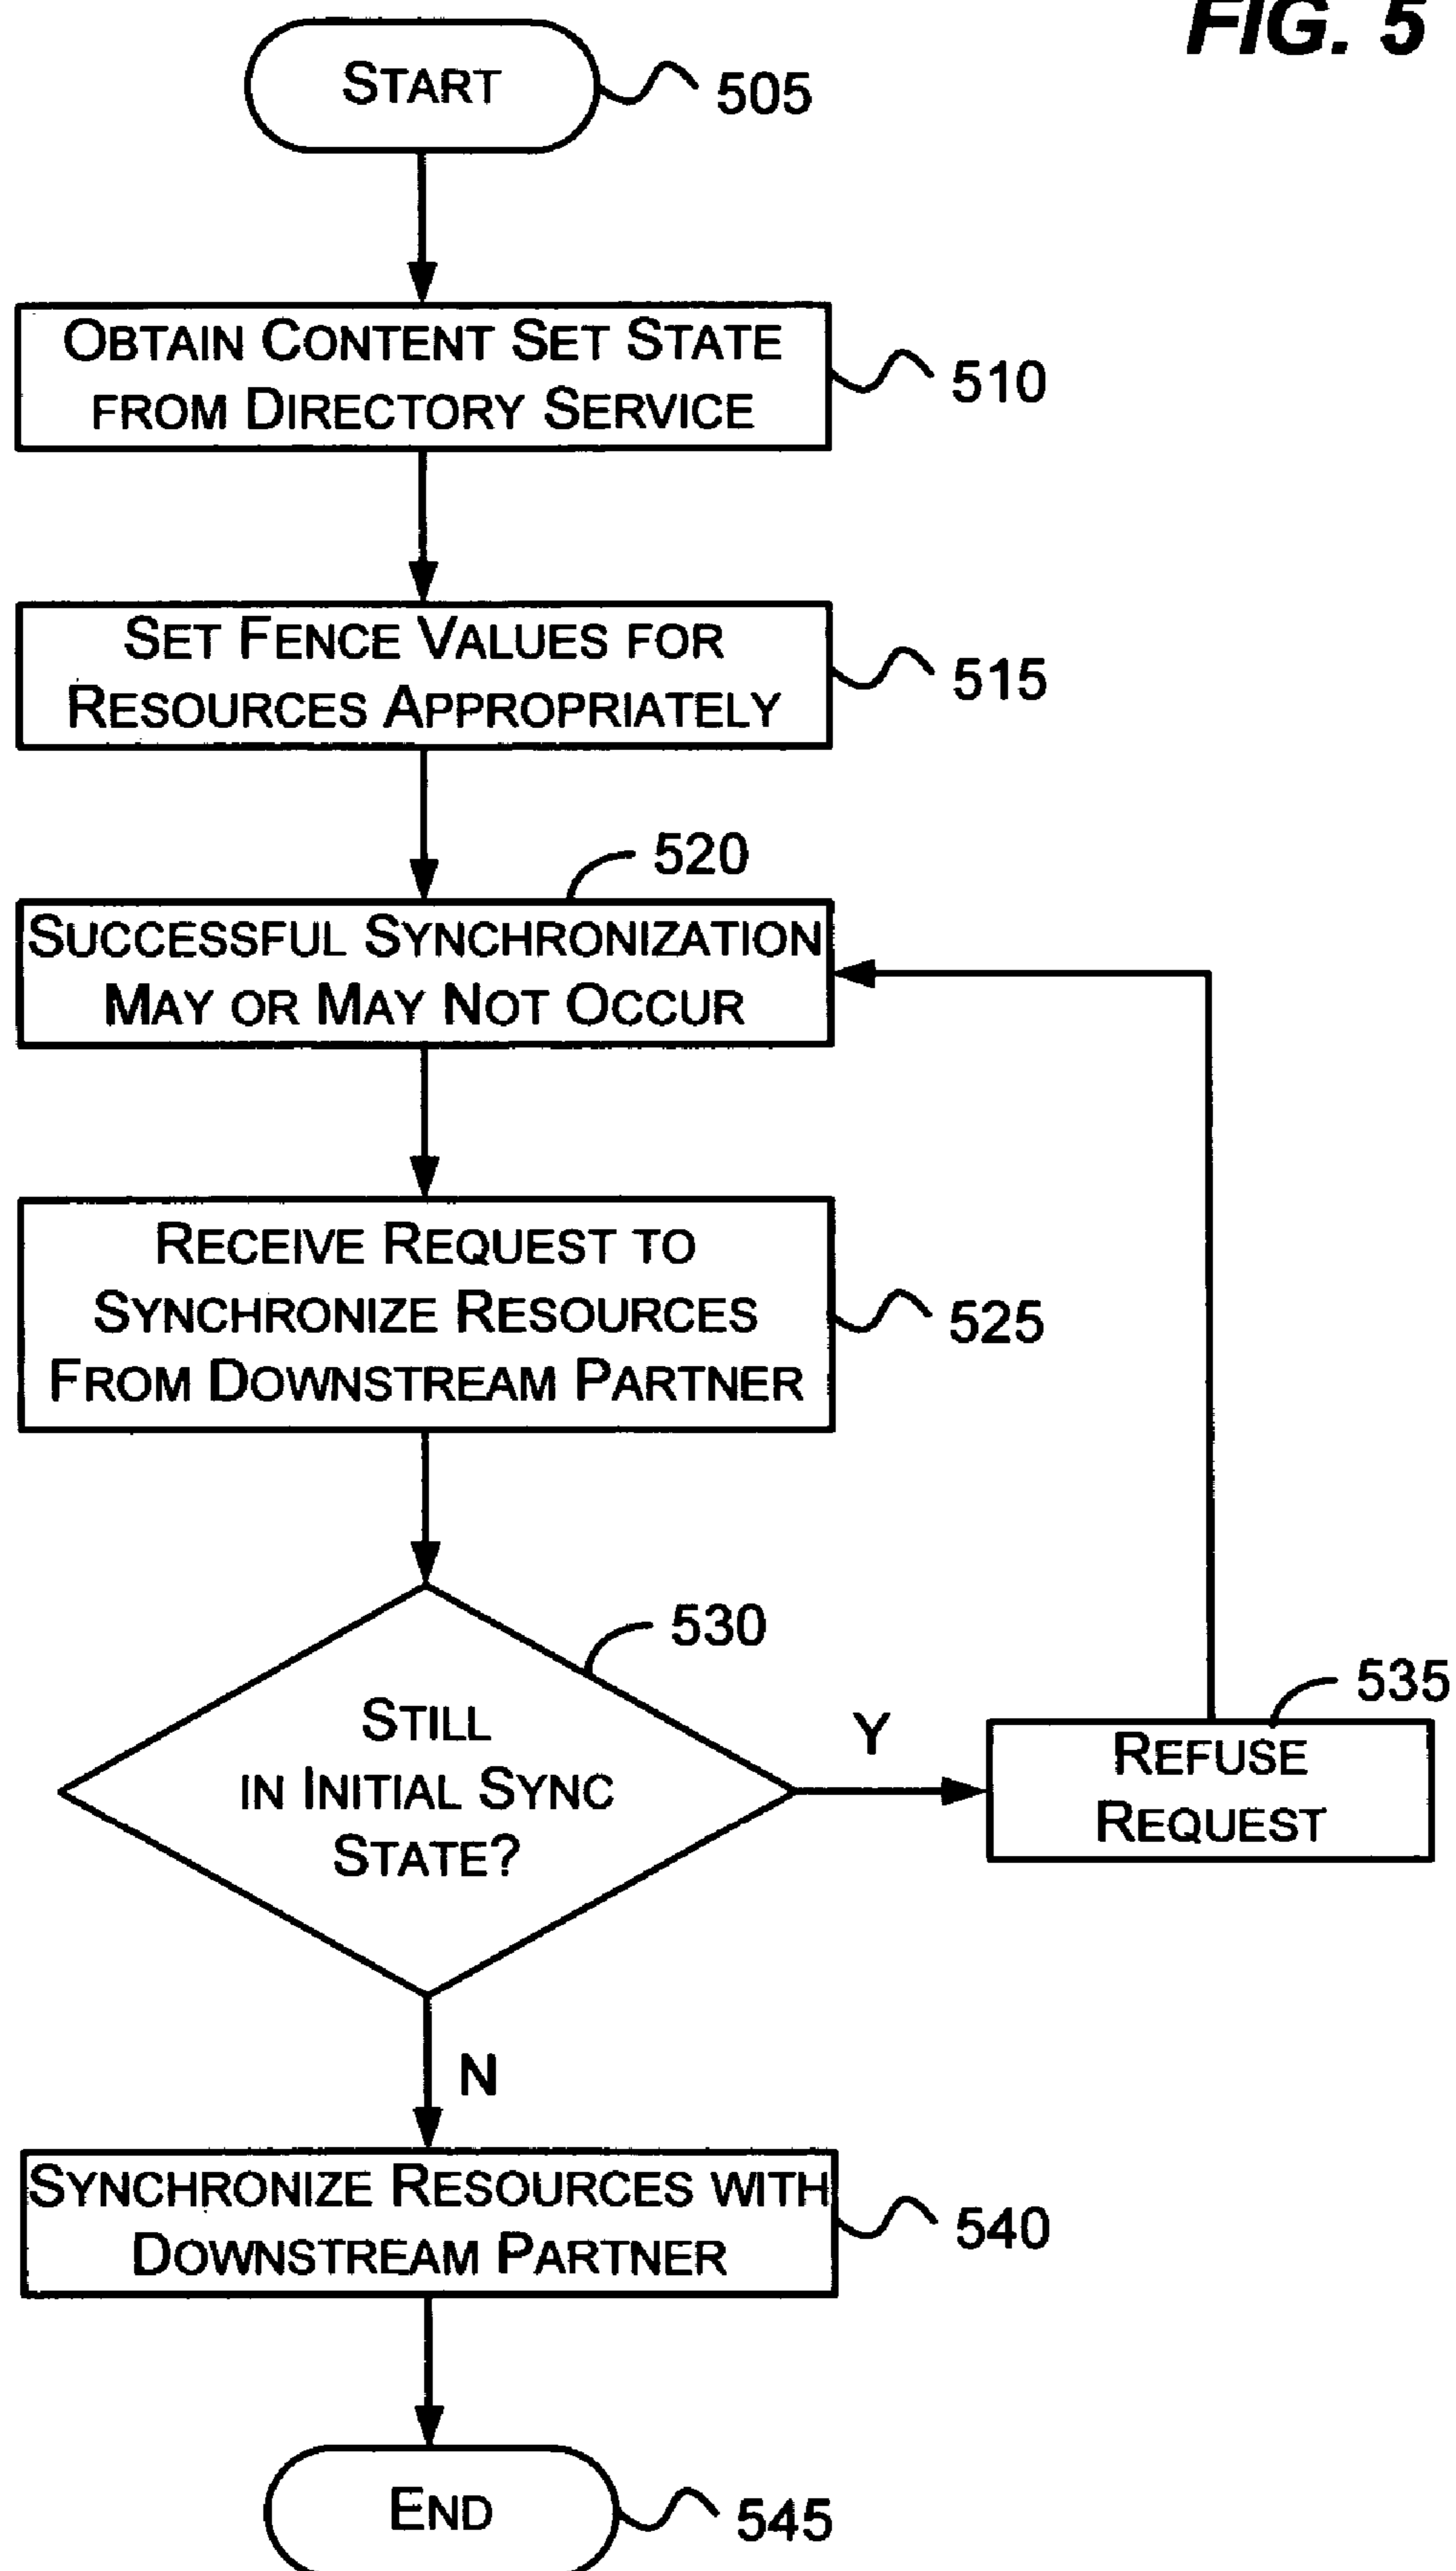 FIG. 5
START
505
OBTAIN CONTENT SET STATE
FROM DIRECTORY SERVICE
510
SET FENCE VALUES FOR
RESOURCES APPROPRIATELY
515
520
SUCCESSFUL SYNCHRONIZATION
MAY OR MAY NOT OCCUR
RECEIVE REQUEST TO
SYNCHRONIZE RESOURCES
FROM DOWNSTREAM PARTNER
525
530
STILL
IN INITIAL SYNC
STATE?
Y
535
REFUSE
REQUEST
N
SYNCHRONIZE RESOURCES WITH
DOWNSTREAM PARTNER
540
END
545